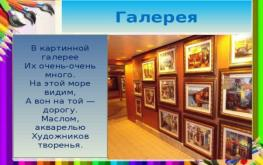 Галерея
В картинной
галерее
Их очень-очень
много.
На этой море
видим,
А вон на той —
дорогу.
Маслом,
акварелью
Художников
творенья.